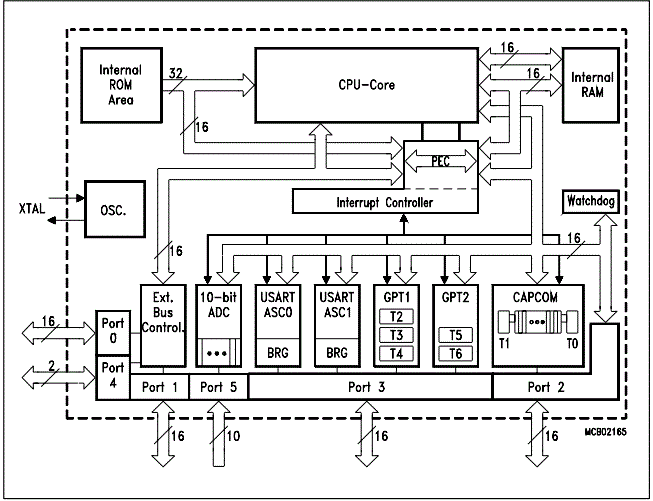 Internal
ROM
Area
32
16
CPU-Core
16
16
Internal
RAM
PEC
Interrupt Controller
XTAL
OSC.
Watchdog
16
16
Ext.
Bus
Control.
10-bit
ADC
USART
ASC0
BRG
USART
ASC1
BRG
GPT1
T2
T3
T4
GPT2
T5
T6
CAPCOM
T1
T0
16
Port
0
2
Port
4
Port 1
Port 5
Port 3
Port 2
16
10
16
16
MCB02165